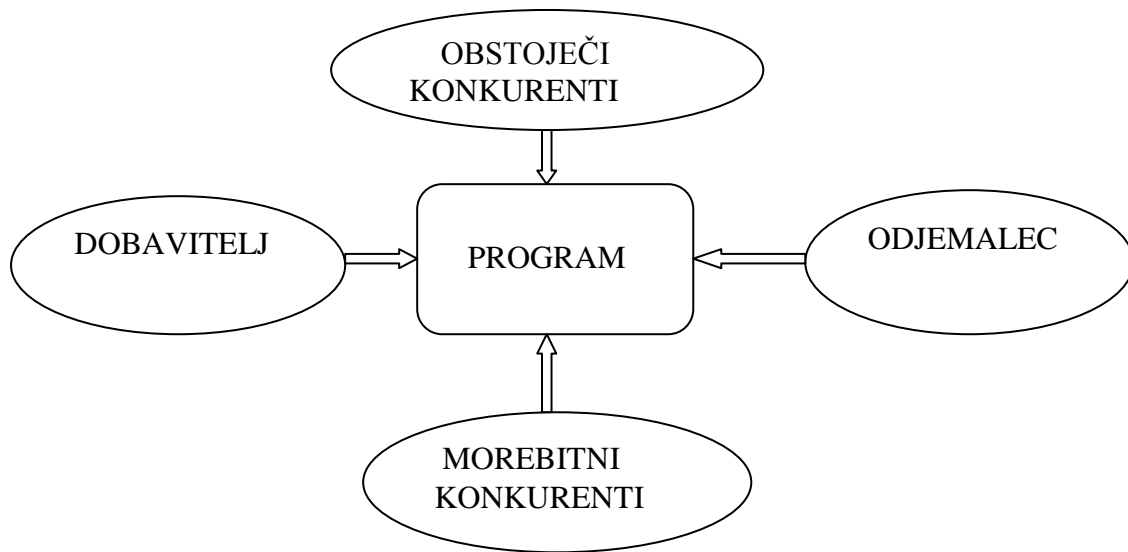 OBSTOJEČI
KONKURENTI
DOBAVITELJ
PROGRAM
ODJEMALEC
MOREBITNI
KONKURENTI